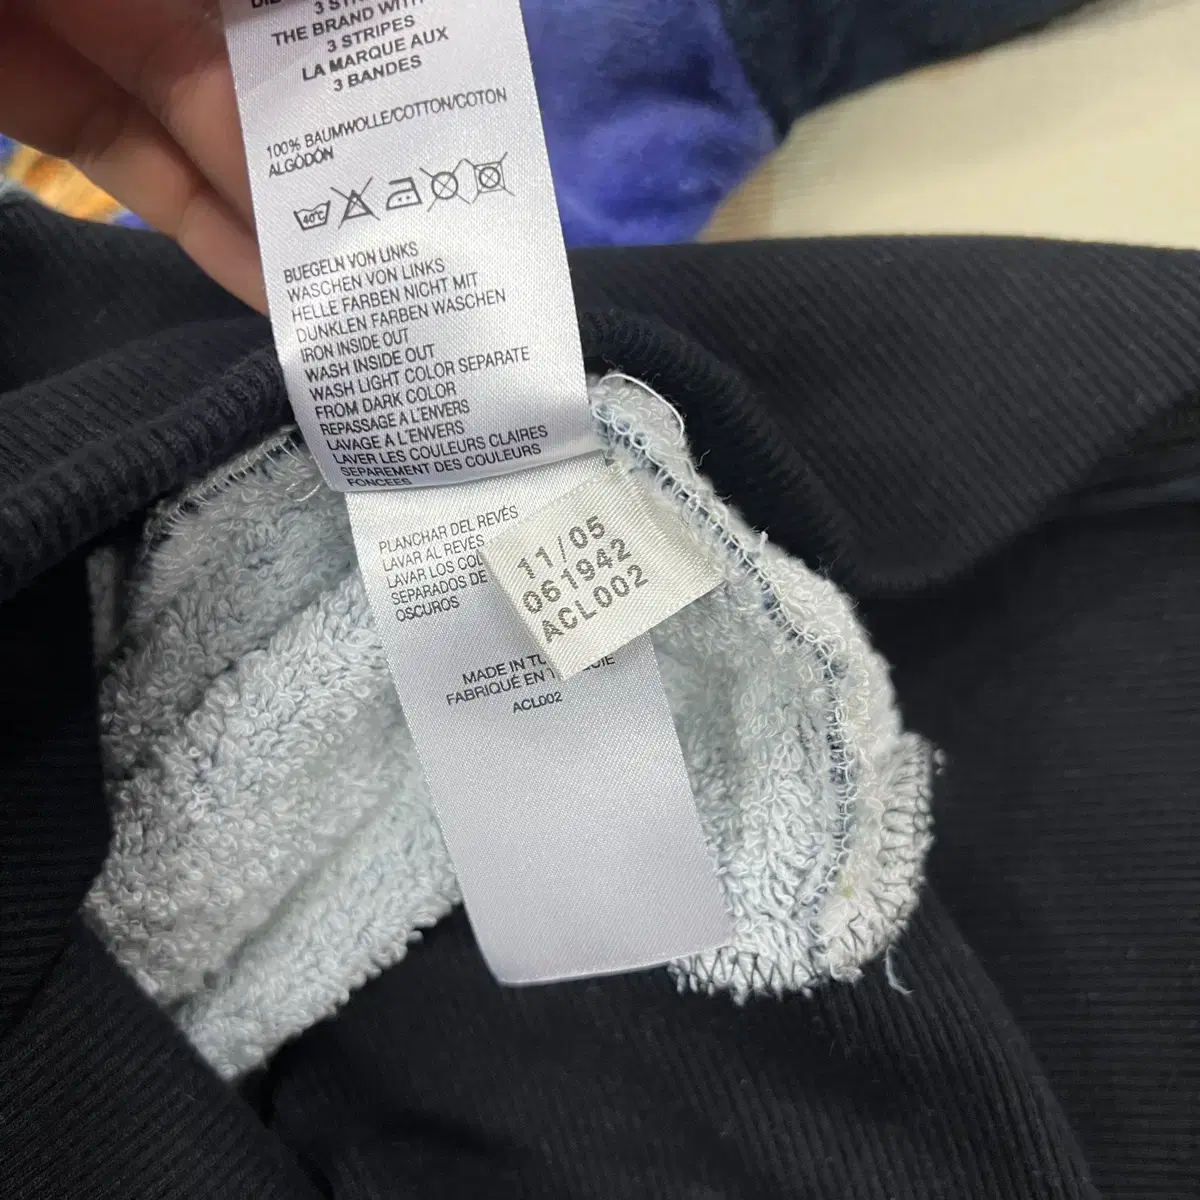 3
THE BRAND WITH
3 STRIPES
LA MARQUE AUX
3 BANDES
100% BAUMWOLLE/COTTON/COTON
ALGODÓN
40°C
BUEGELN VON LINKS
WASCHEN VON LINKS
HELLE FARBEN NICHT MIT
DUNKLEN FARBEN WASCHEN
IRON INSIDE OUT
WASH INSIDE OUT
WASH LIGHT COLOR SEPARATE
FROM DARK COLOR
REPASSAGE A L'ENVERS
LAVAGE A L'ENVERS
LAVER LES COULEURS CLAIRES
SEPAREMENT DES COULEURS
FONCEES
PLANCHAR DEL REVÉS
LAVAR AL REVÉS
LAVAR LOS
SEPARADOS DE
OSCUROS
11/05
061942
ACL002
MADE IN
FABRIQUÉ EN
ACL002